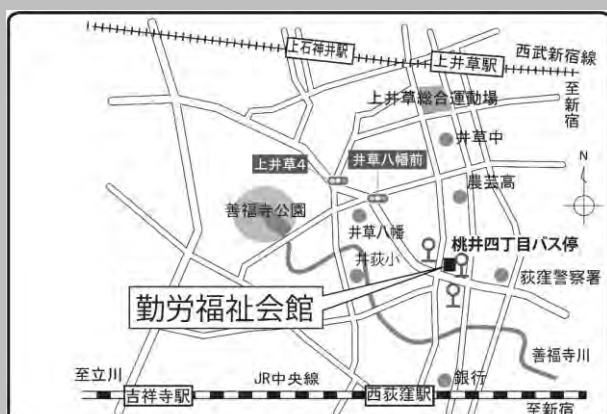 上石神井駅
上井草駅
西武新宿線
至新宿
上井草総合運動場
井草中
上井草4
井草八幡前
農芸高
N
善福寺公園
井草八幡
桃井四丁目バス停
井荻小
荻窪警察署
勤労福祉会館
善福寺川
至立川
JR中央線
銀行
吉祥寺駅
西荻窪駅
至新宿